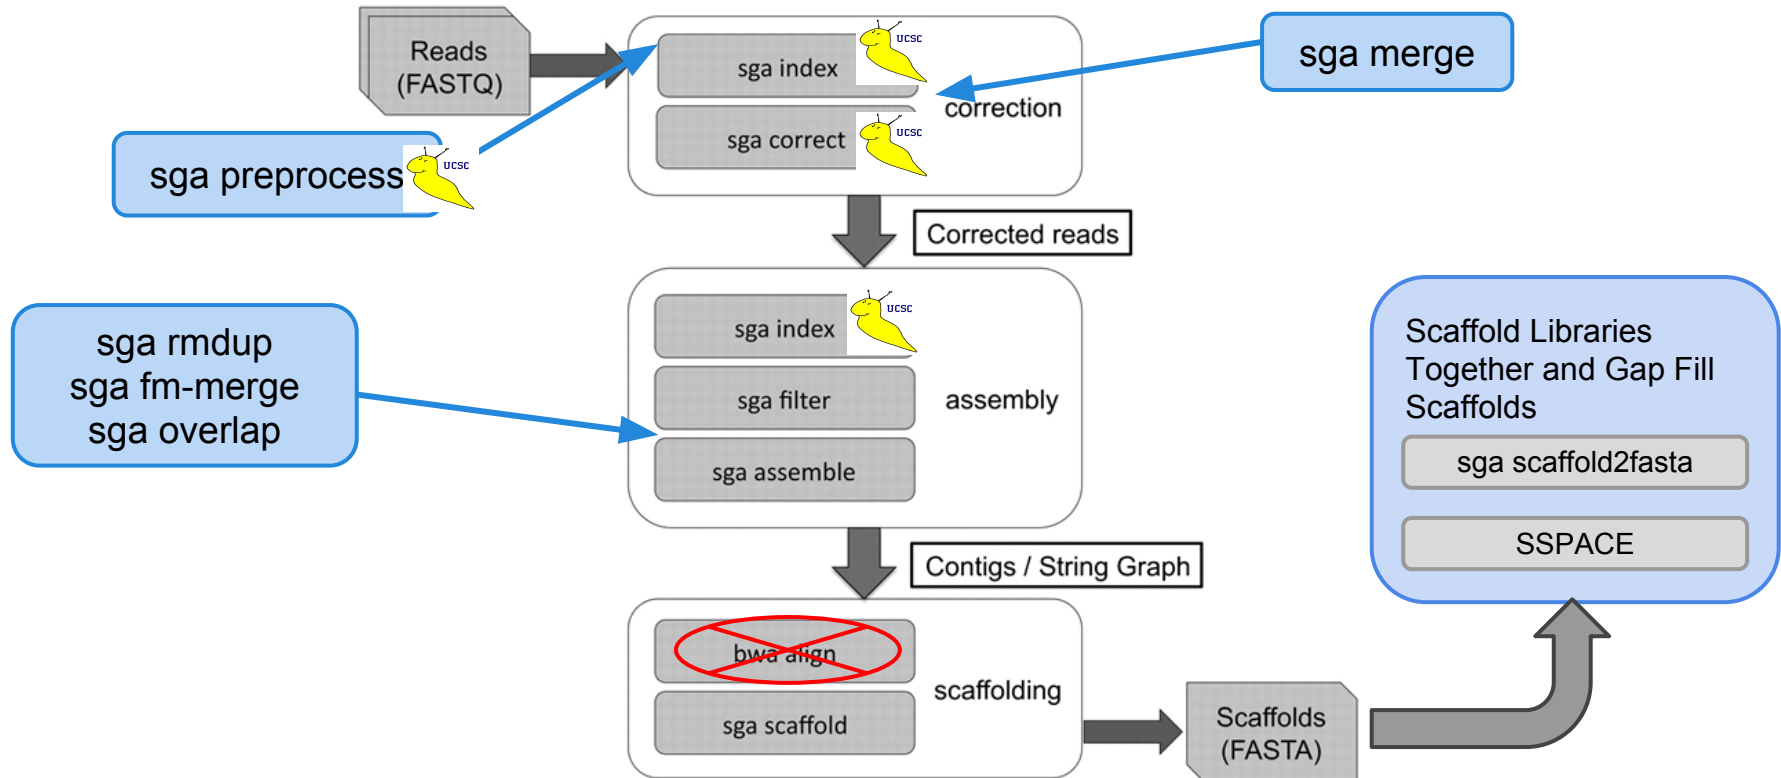 Reads
(FASTQ)
sga index
UCSC
sga merge
correction
sga correct
UCSC
sga preprocess
UCSC
Corrected reads
sga index
UCSC
sga rmdup
sga fm-merge
sga overlap
sga filter
assembly
sga assemble
Scaffold Libraries
Together and Gap Fill
Scaffolds
sga scaffold2fasta
SSPACE
Contigs / String Graph
bwa align
scaffolding
sga scaffold
Scaffolds
(FASTA)